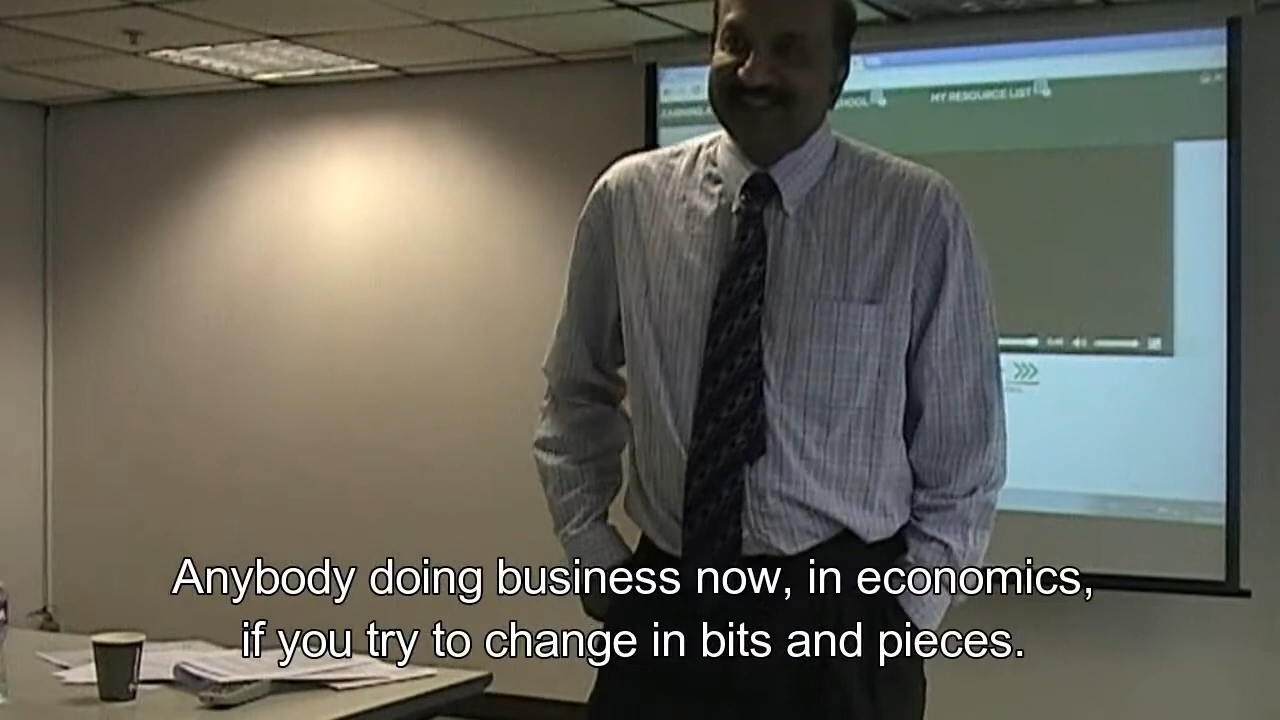 MY RESOURCE LIST
Anybody doing business now, in economics,
if you try to change in bits and pieces.